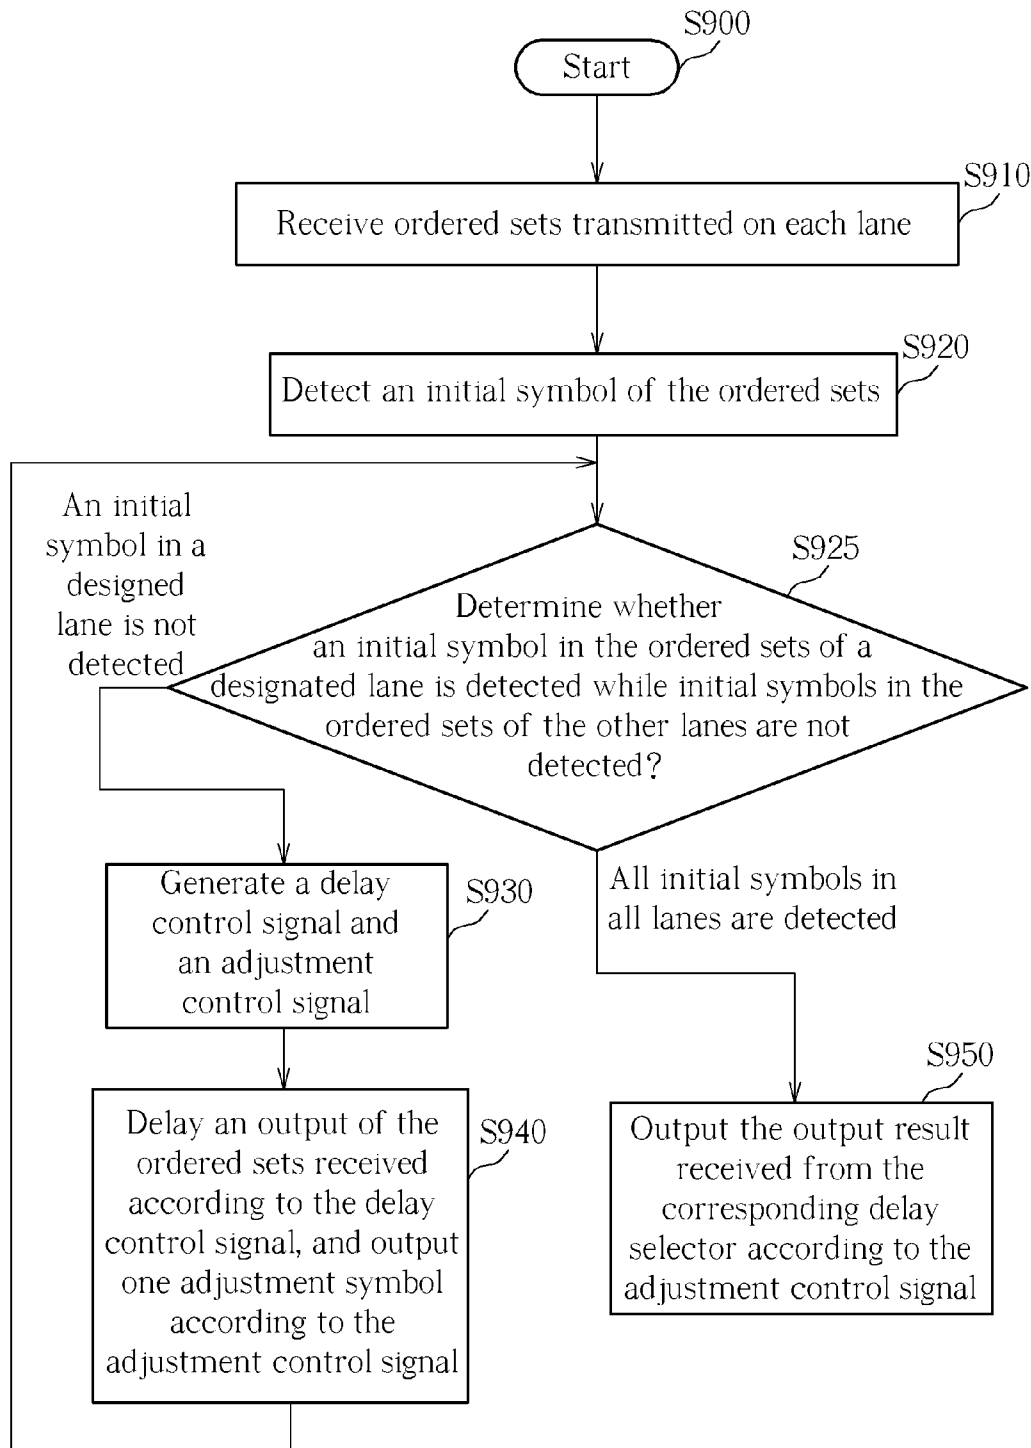 S900
Start
S910
Receive ordered sets transmitted on each lane
S920
Detect an initial symbol of the ordered sets
An initial
symbol in a
designed
lane is not
detected
S925
Determine whether
an initial symbol in the ordered sets of a
designated lane is detected while initial symbols in the
ordered sets of the other lanes are not
detected?
Generate a delay
control signal and
an adjustment
control signal
S930
All initial symbols in
all lanes are detected
Delay an output of the
ordered sets received
according to the delay
control signal, and output
one adjustment symbol
according to the
adjustment control signal
S940
S950
Output the output result
received from the
corresponding delay
selector according to the
adjustment control signal